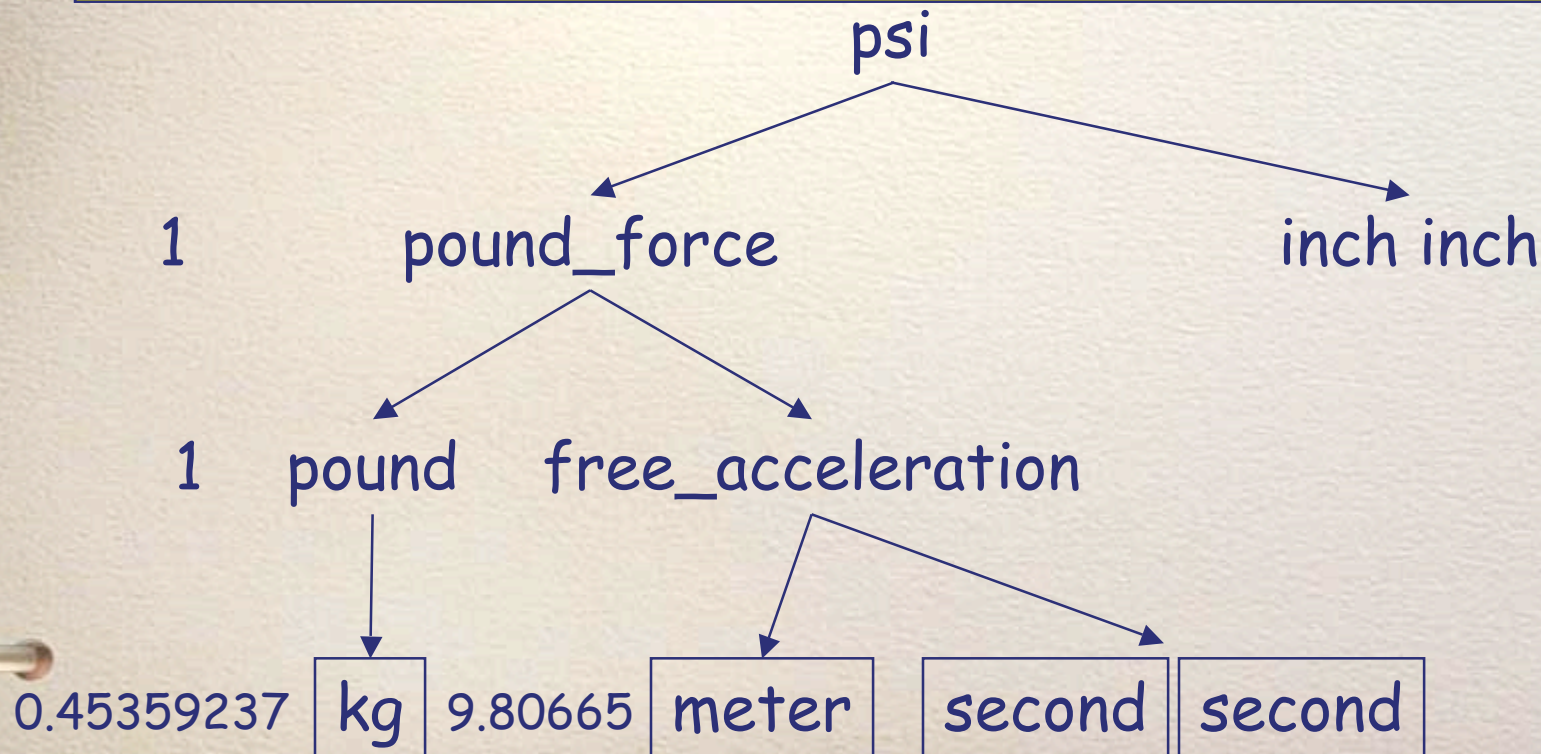 psi
1 pound_force inch inch
1 pound free_acceleration
0.45359237 kg 9.80665 meter second second